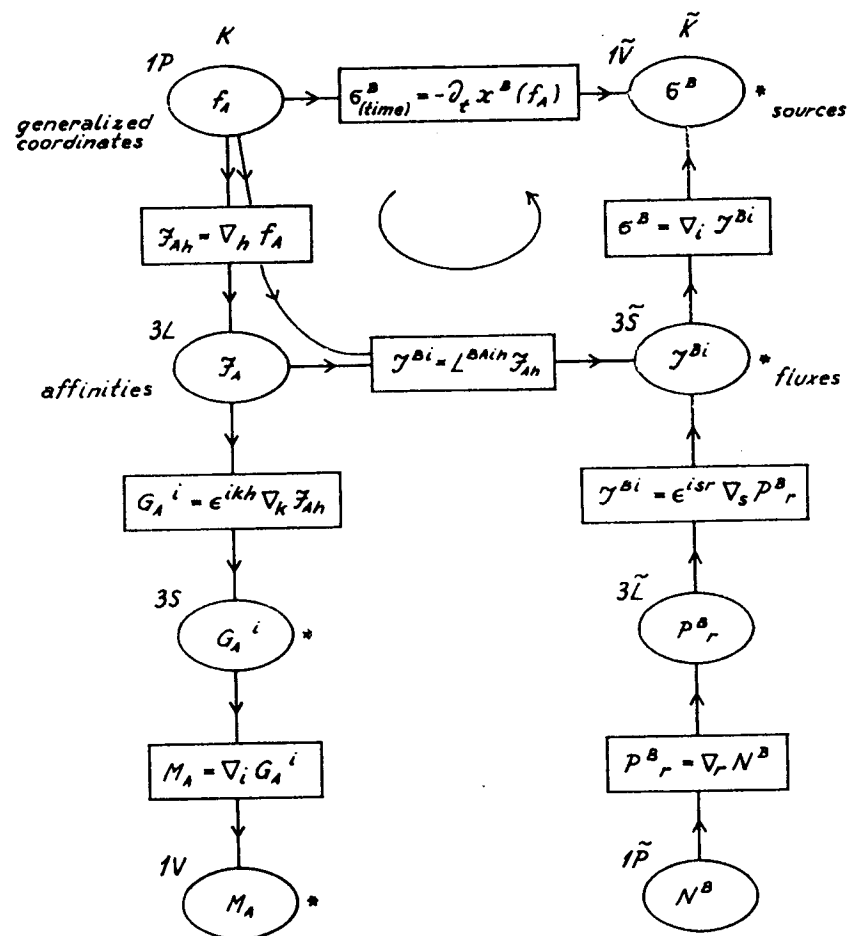 K
K̃
1P
1Ṽ
f_A
σ^B_(time) = -∂_t x^B (f_A)
σ^B
*
sources
generalized
coordinates
ℱ_Ah = ∇_h f_A
σ^B = ∇_i 𝒥^Bi
3L
3S̃
ℱ_A
𝒥^Bi = L^BAih ℱ_Ah
𝒥^Bi
*
fluxes
affinities
G_A^i = ϵ^ikh ∇_k ℱ_Ah
𝒥^Bi = ϵ^isr ∇_s P^B_r
3S
3L̃
G_A^i
*
P^B_r
M_A = ∇_i G_A^i
P^B_r = ∇_r N^B
1V
1P̃
M_A
*
N^B